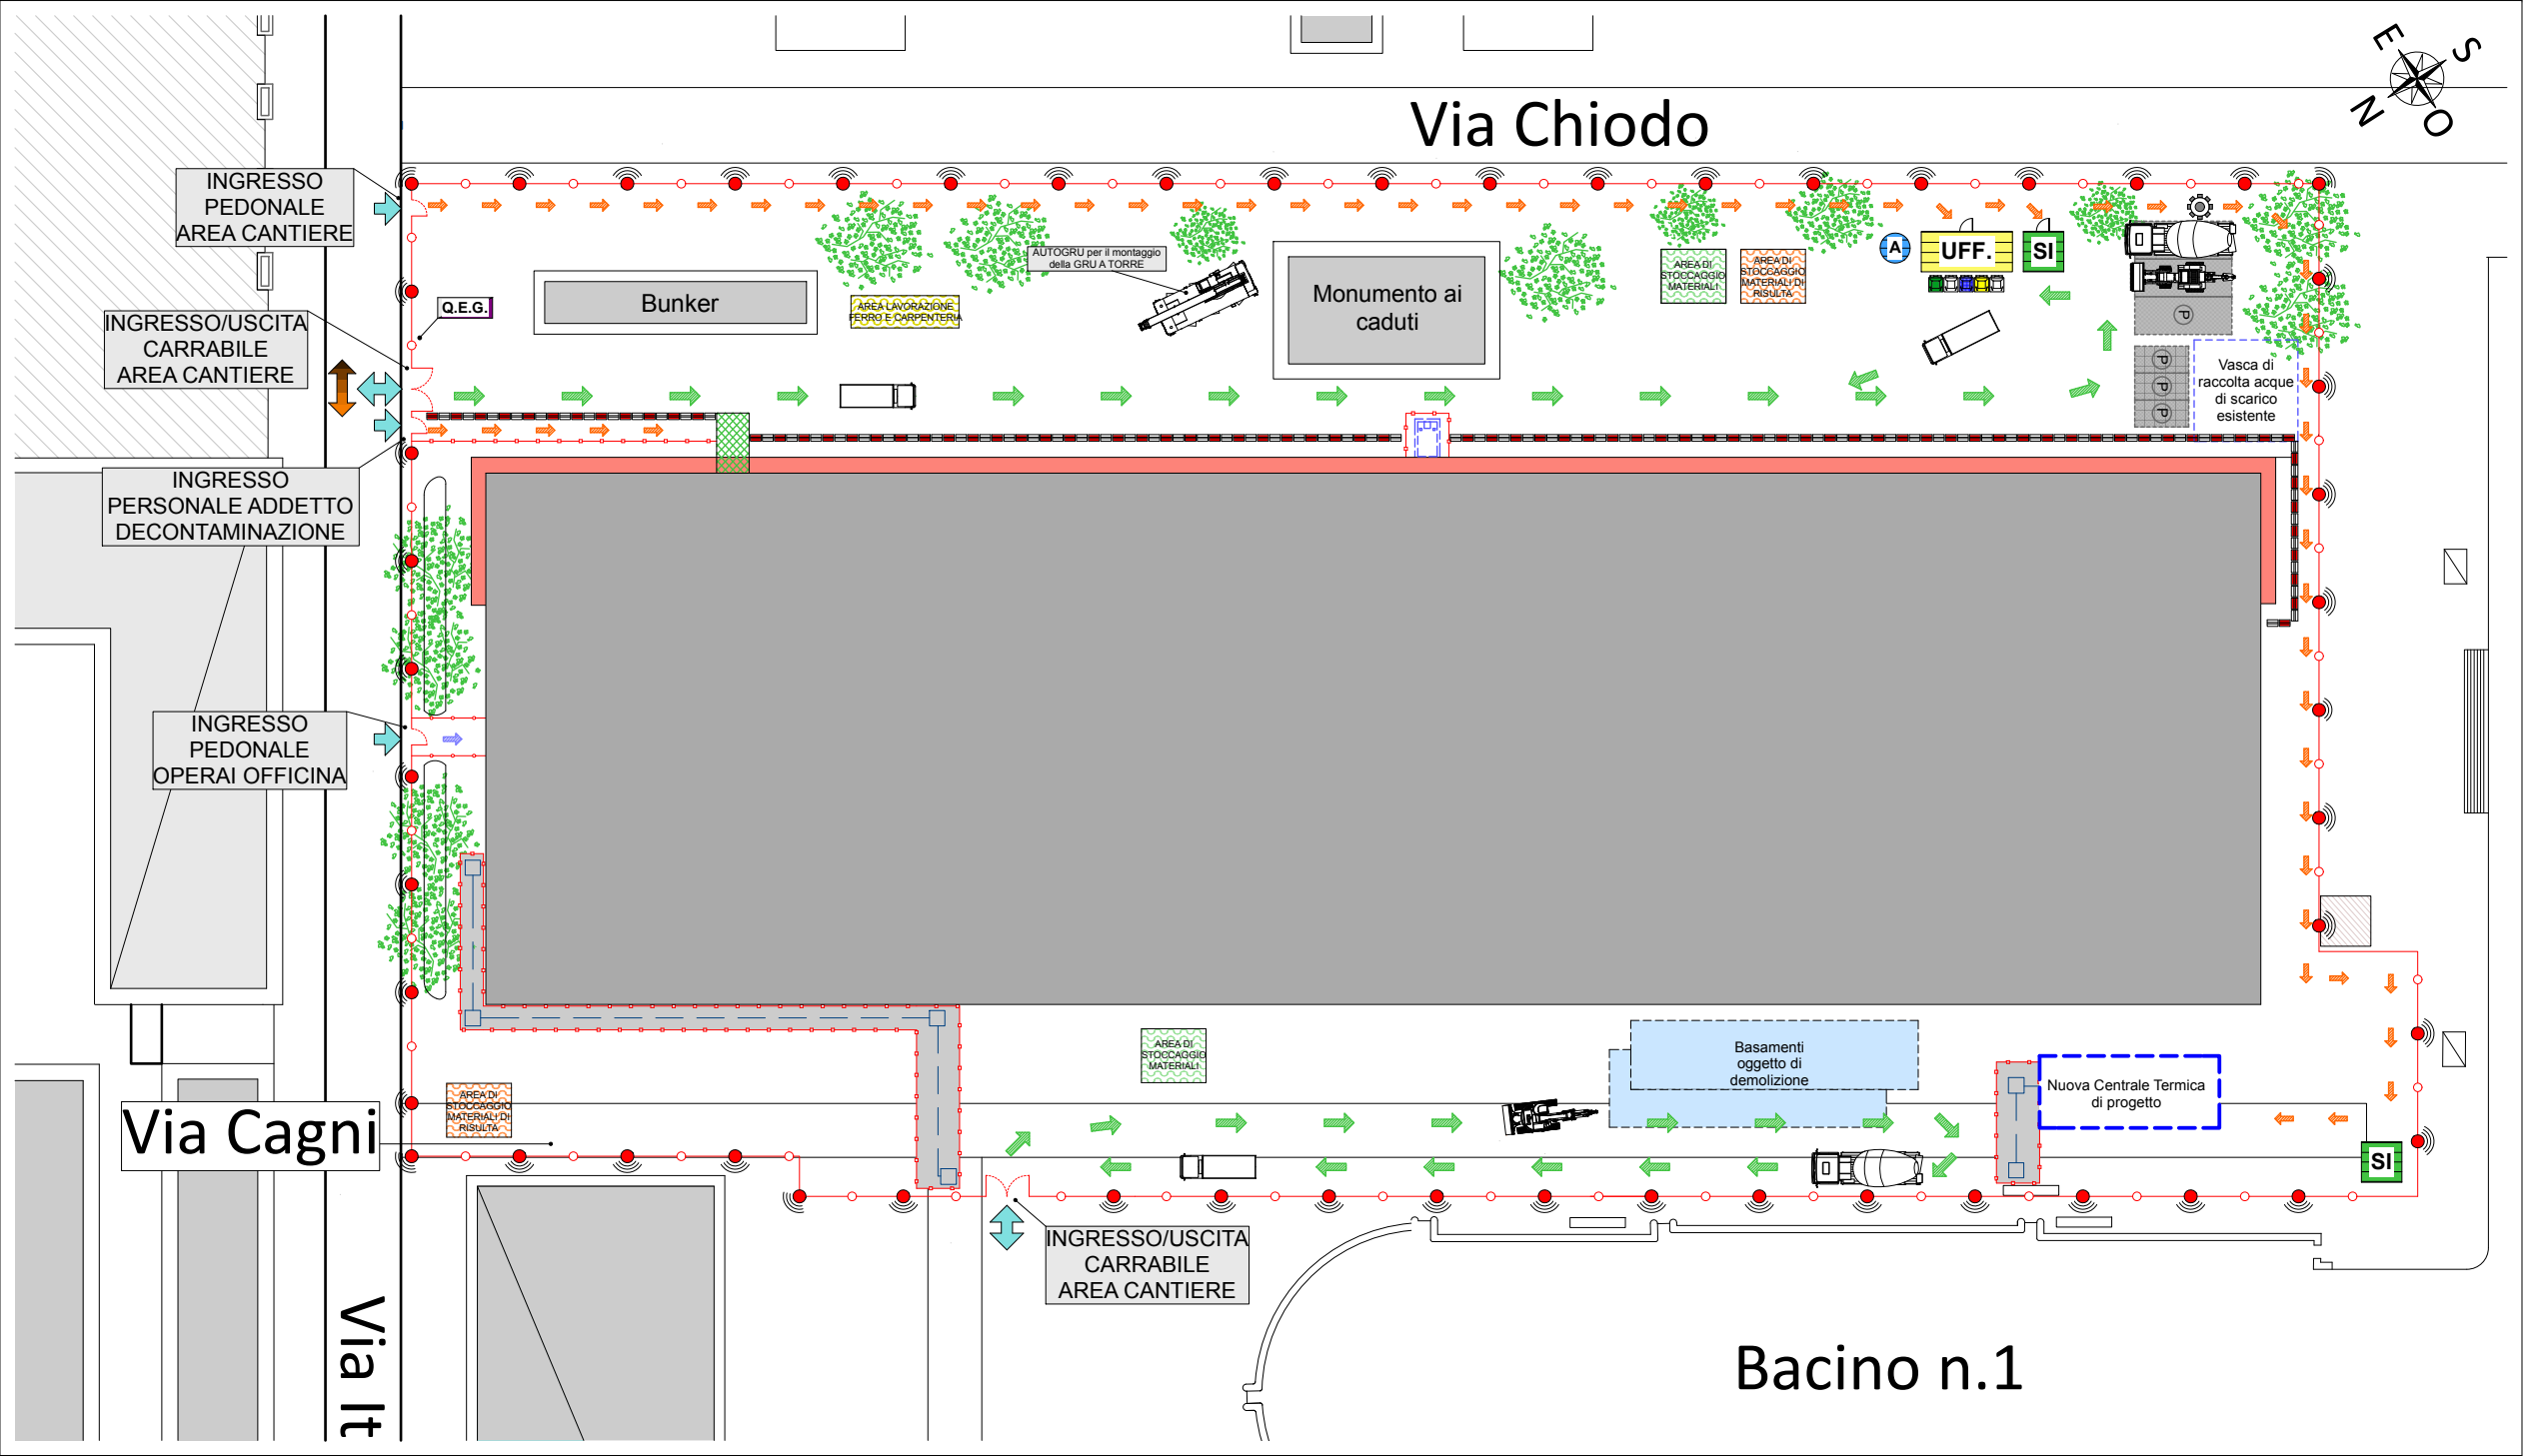 E
S
N
O
Via Chiodo
INGRESSO
PEDONALE
AREA CANTIERE
AUTOGRU per il montaggio
della GRU A TORRE
A
UFF.
SI
Q.E.G.
Bunker
AREA LAVORAZIONE
FERRO E CARPENTERIA
Monumento ai
caduti
AREA DI
STOCCAGGIO
MATERIALI
AREA DI
STOCCAGGIO
MATERIALI DI
RISULTA
P
INGRESSO/USCITA
CARRABILE
AREA CANTIERE
P
P
P
Vasca di
raccolta acque
di scarico
esistente
INGRESSO
PERSONALE ADDETTO
DECONTAMINAZIONE
INGRESSO
PEDONALE
OPERAI OFFICINA
AREA DI
STOCCAGGIO
MATERIALI
Basamenti
oggetto di
demolizione
Nuova Centrale Termica
di progetto
AREA DI
STOCCAGGIO
MATERIALI DI
RISULTA
Via Cagni
SI
INGRESSO/USCITA
CARRABILE
AREA CANTIERE
Via It
Bacino n.1